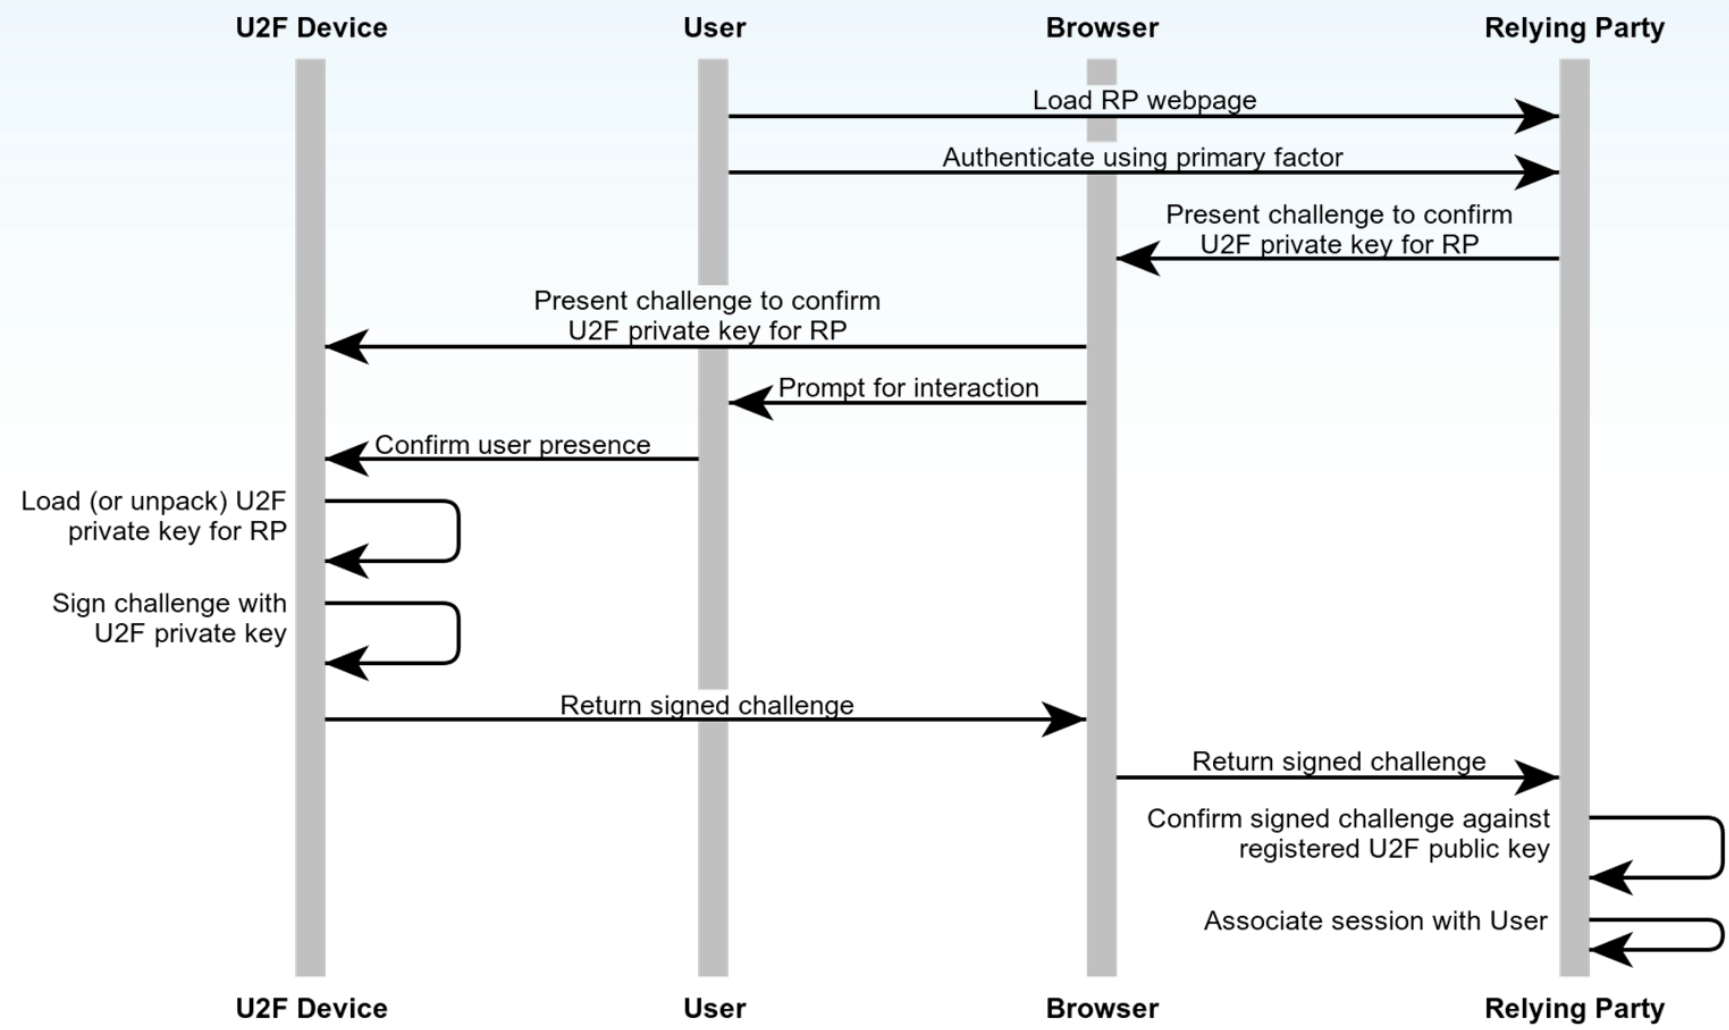 U2F Device
User
Browser
Relying Party
Load RP webpage
Authenticate using primary factor
Present challenge to confirm
U2F private key for RP
Present challenge to confirm
U2F private key for RP
Prompt for interaction
Confirm user presence
Load (or unpack) U2F
private key for RP
Sign challenge with
U2F private key
Return signed challenge
Return signed challenge
Confirm signed challenge against
registered U2F public key
Associate session with User
U2F Device
User
Browser
Relying Party